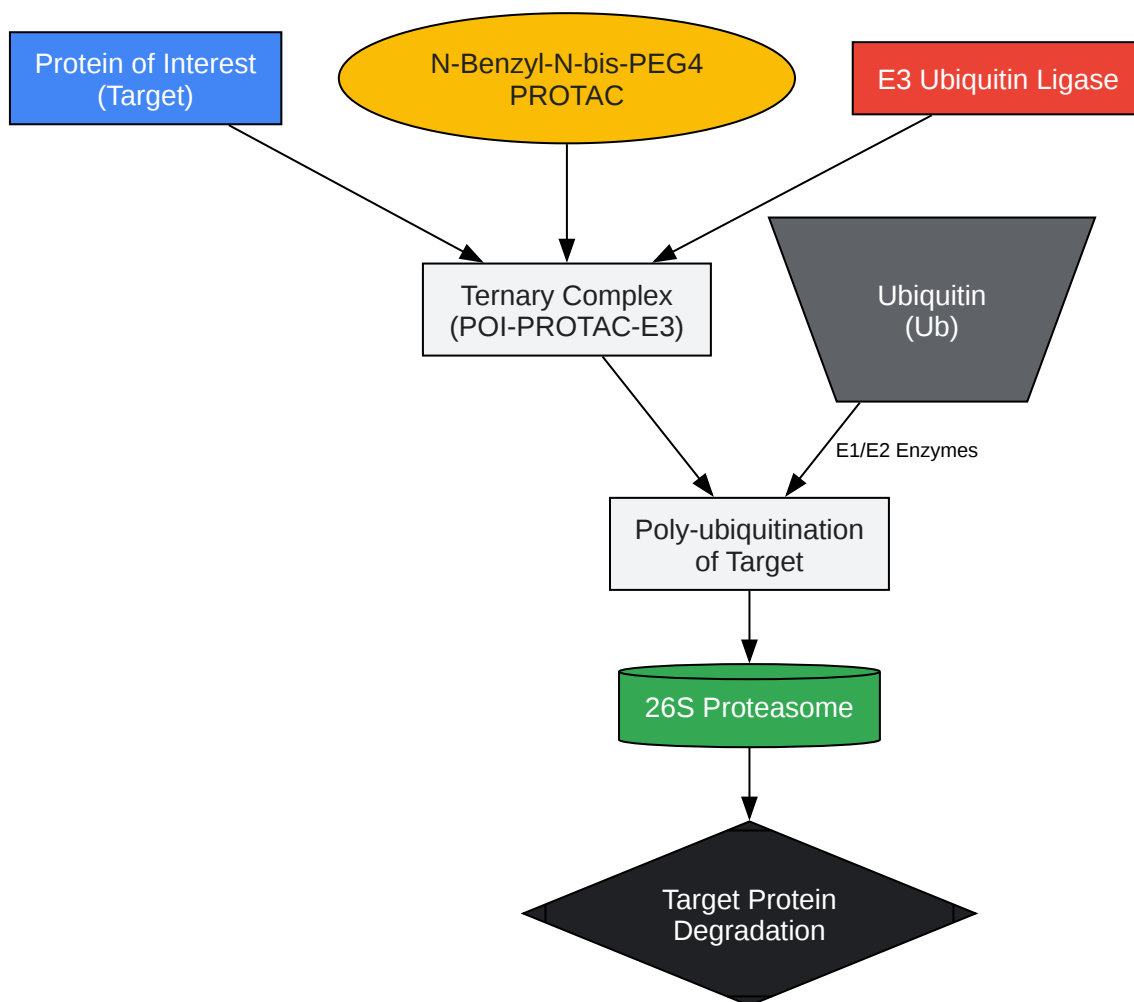 Protein of Interest
(Target)
N-Benzyl-N-bis-PEG4
PROTAC
E3 Ubiquitin Ligase
Ternary Complex
(POI-PROTAC-E3)
Ubiquitin
(Ub)
E1/E2 Enzymes
Poly-ubiquitination
of Target
26S Proteasome
Target Protein
Degradation